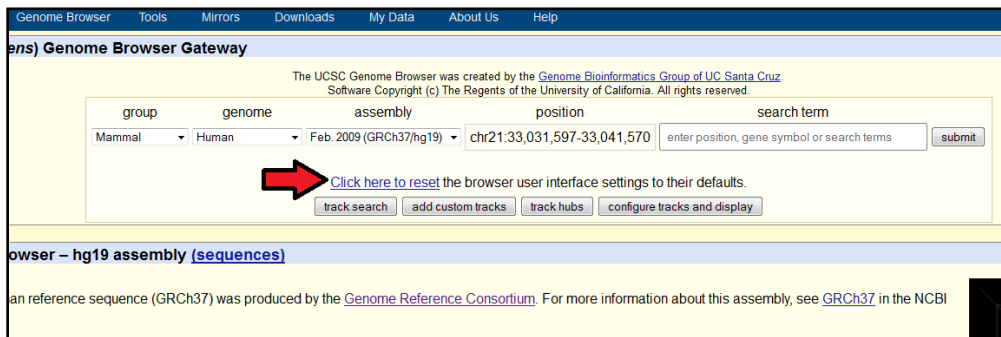 Genome Browser Tools Mirrors Downloads My Data About Us Help
ens) Genome Browser Gateway
The UCSC Genome Browser was created by the Genome Bioinformatics Group of UC Santa Cruz.
Software Copyright (c) The Regents of the University of California. All rights reserved.
group genome assembly position search term
Mammal Human Feb. 2009 (GRCh37/hg19) chr21:33,031,597-33,041,570 enter position, gene symbol or search terms submit
Click here to reset the browser user interface settings to their defaults.
track search add custom tracks track hubs configure tracks and display
owser – hg19 assembly (sequences)
an reference sequence (GRCh37) was produced by the Genome Reference Consortium. For more information about this assembly, see GRCh37 in the NCBI